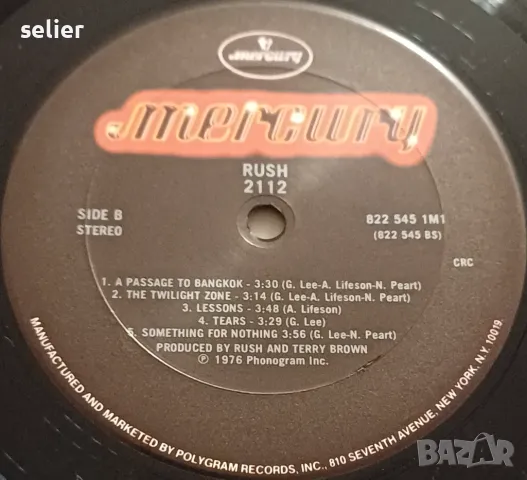 selier
mercury
mercury
RUSH
2112
SIDE B
STEREO
822 545 1M1
(822 545 BS)
CRC
1. A PASSAGE TO BANGKOK - 3:30 (G. Lee-A. Lifeson-N. Peart)
2. THE TWILIGHT ZONE - 3:14 (G. Lee-A. Lifeson-N. Peart)
3. LESSONS - 3:48 (A. Lifeson)
4. TEARS - 3:29 (G. Lee)
5. SOMETHING FOR NOTHING 3:56 (G. Lee-N. Peart)
PRODUCED BY RUSH AND TERRY BROWN
℗ 1976 Phonogram Inc.
MANUFACTURED AND MARKETED BY POLYGRAM RECORDS, INC., 810 SEVENTH AVENUE, NEW YORK, N.Y. 10019
BAZAR